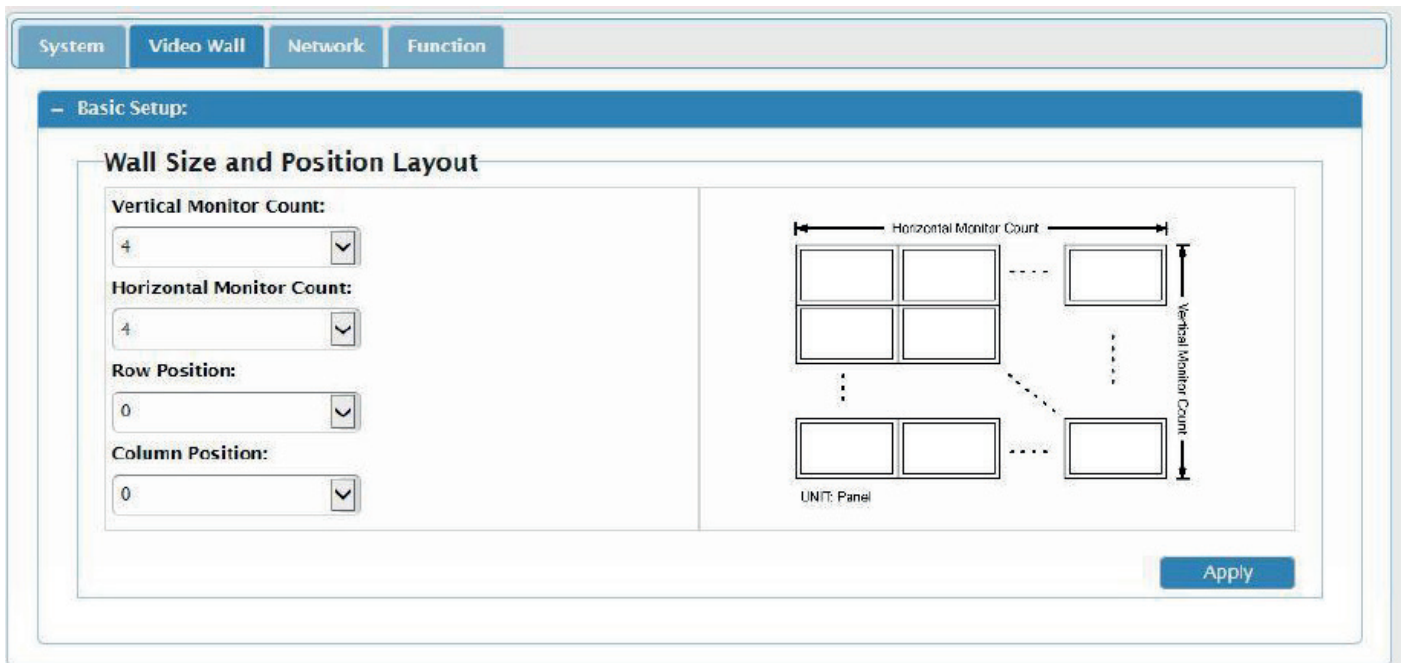 System Video Wall Network Function
– Basic Setup:
Wall Size and Position Layout
Vertical Monitor Count:
4
Horizontal Monitor Count:
4
Row Position:
0
Column Position:
0
Horizontal Monitor Count
Vertical Monitor Count
UNIT: Panel
Apply